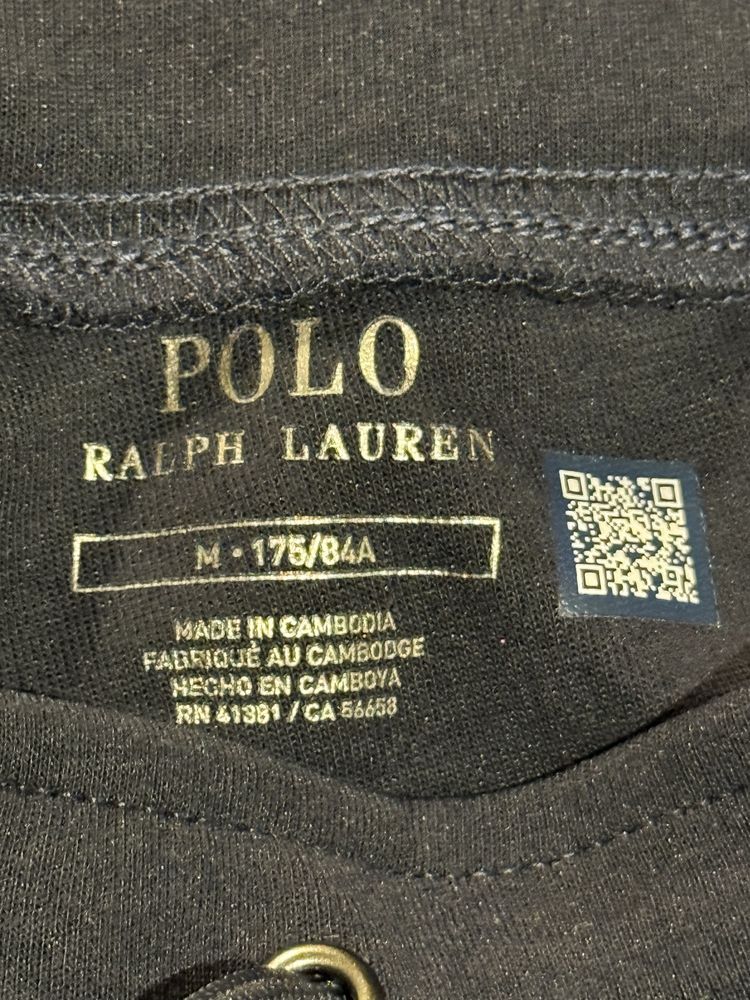 POLO
RALPH LAUREN
M • 175/84A
MADE IN CAMBODIA
FABRIQUÉ AU CAMBODGE
HECHO EN CAMBOYA
RN 41381 / CA 56658